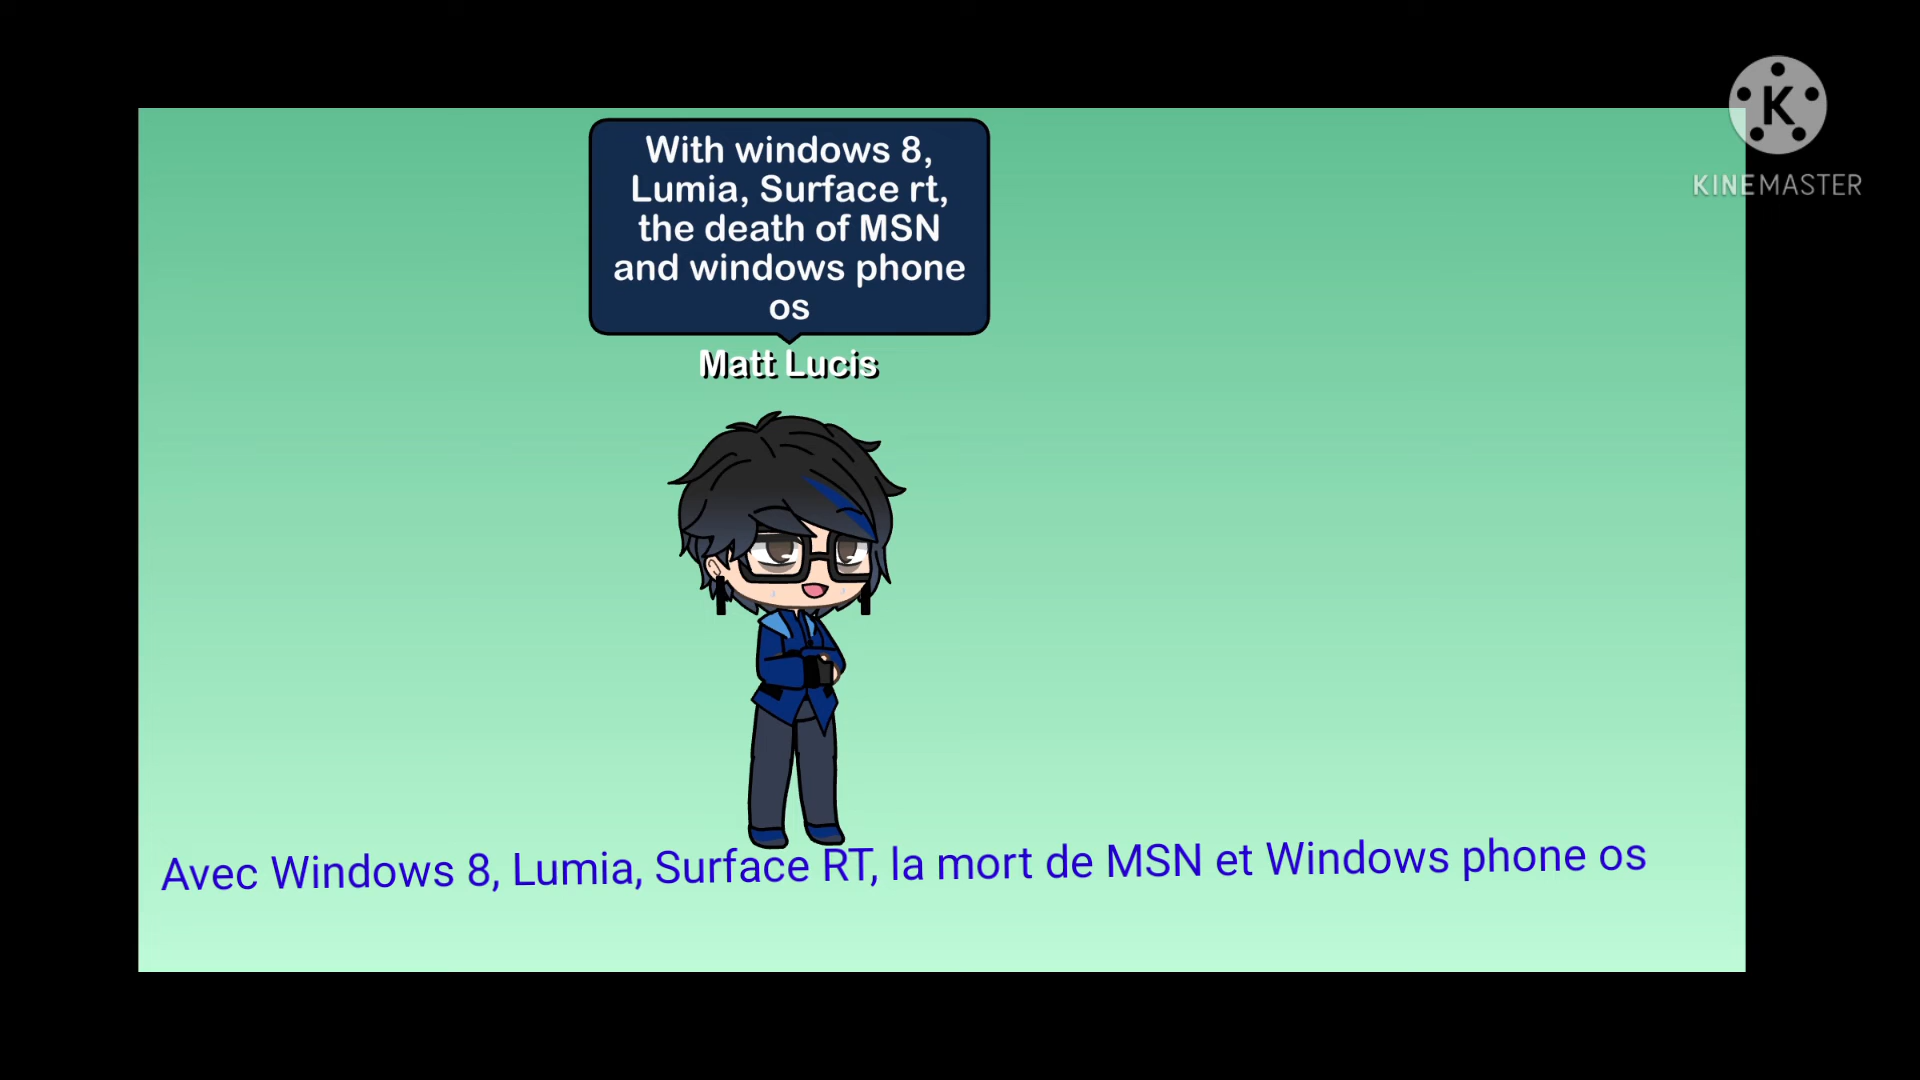 With windows 8,
Lumia, Surface rt,
the death of MSN
and windows phone
os
Matt Lucis
K
KINEMASTER
Avec Windows 8, Lumia, Surface RT, la mort de MSN et Windows phone os